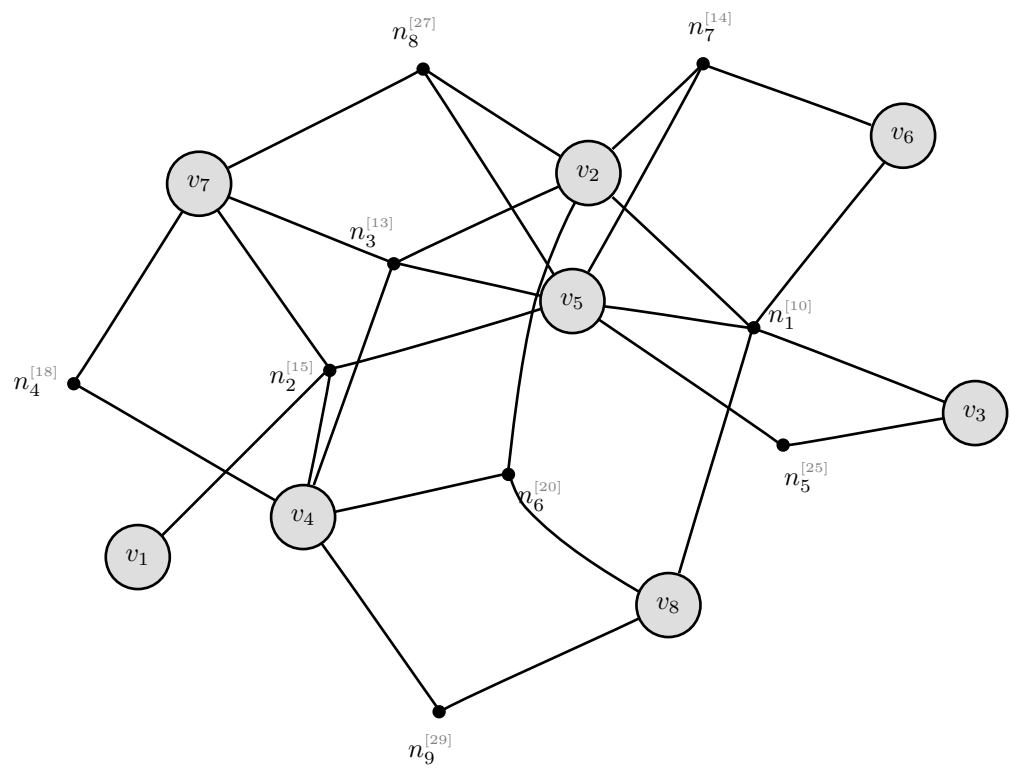 n₈[27]
n₇[14]
v₆
v₂
v₇
n₃[13]
v₅
n₁[10]
n₂[15]
n₄[18]
v₃
n₅[25]
n₆[20]
v₄
v₁
v₈
n₉[29]